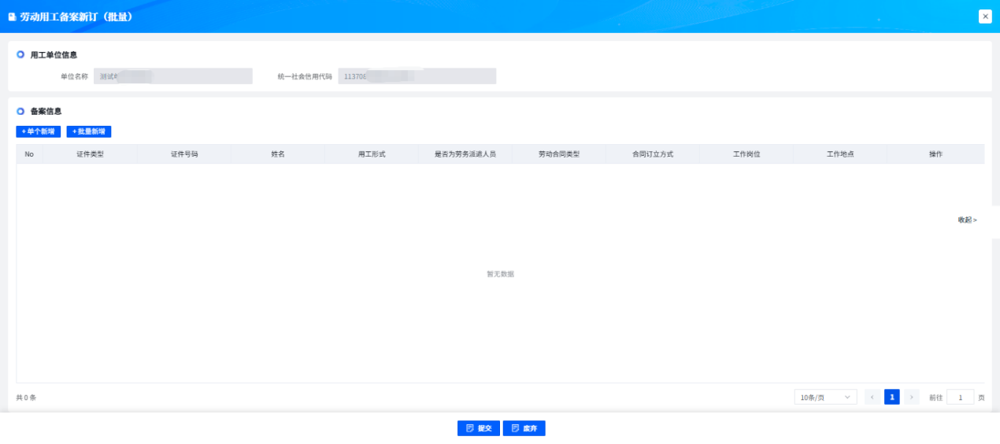 劳动用工备案新订（批量）
用工单位信息
单位名称 测试 统一社会信用代码 11370
备案信息
+单个新增 +批量新增
No 证件类型 证件号码 姓名 用工形式 是否为劳务派遣人员 劳动合同类型 合同订立方式 工作岗位 工作地点 操作
收起 >
暂无数据
共 0 条 10条/页 < 1 > 前往 1 页
提交 废弃